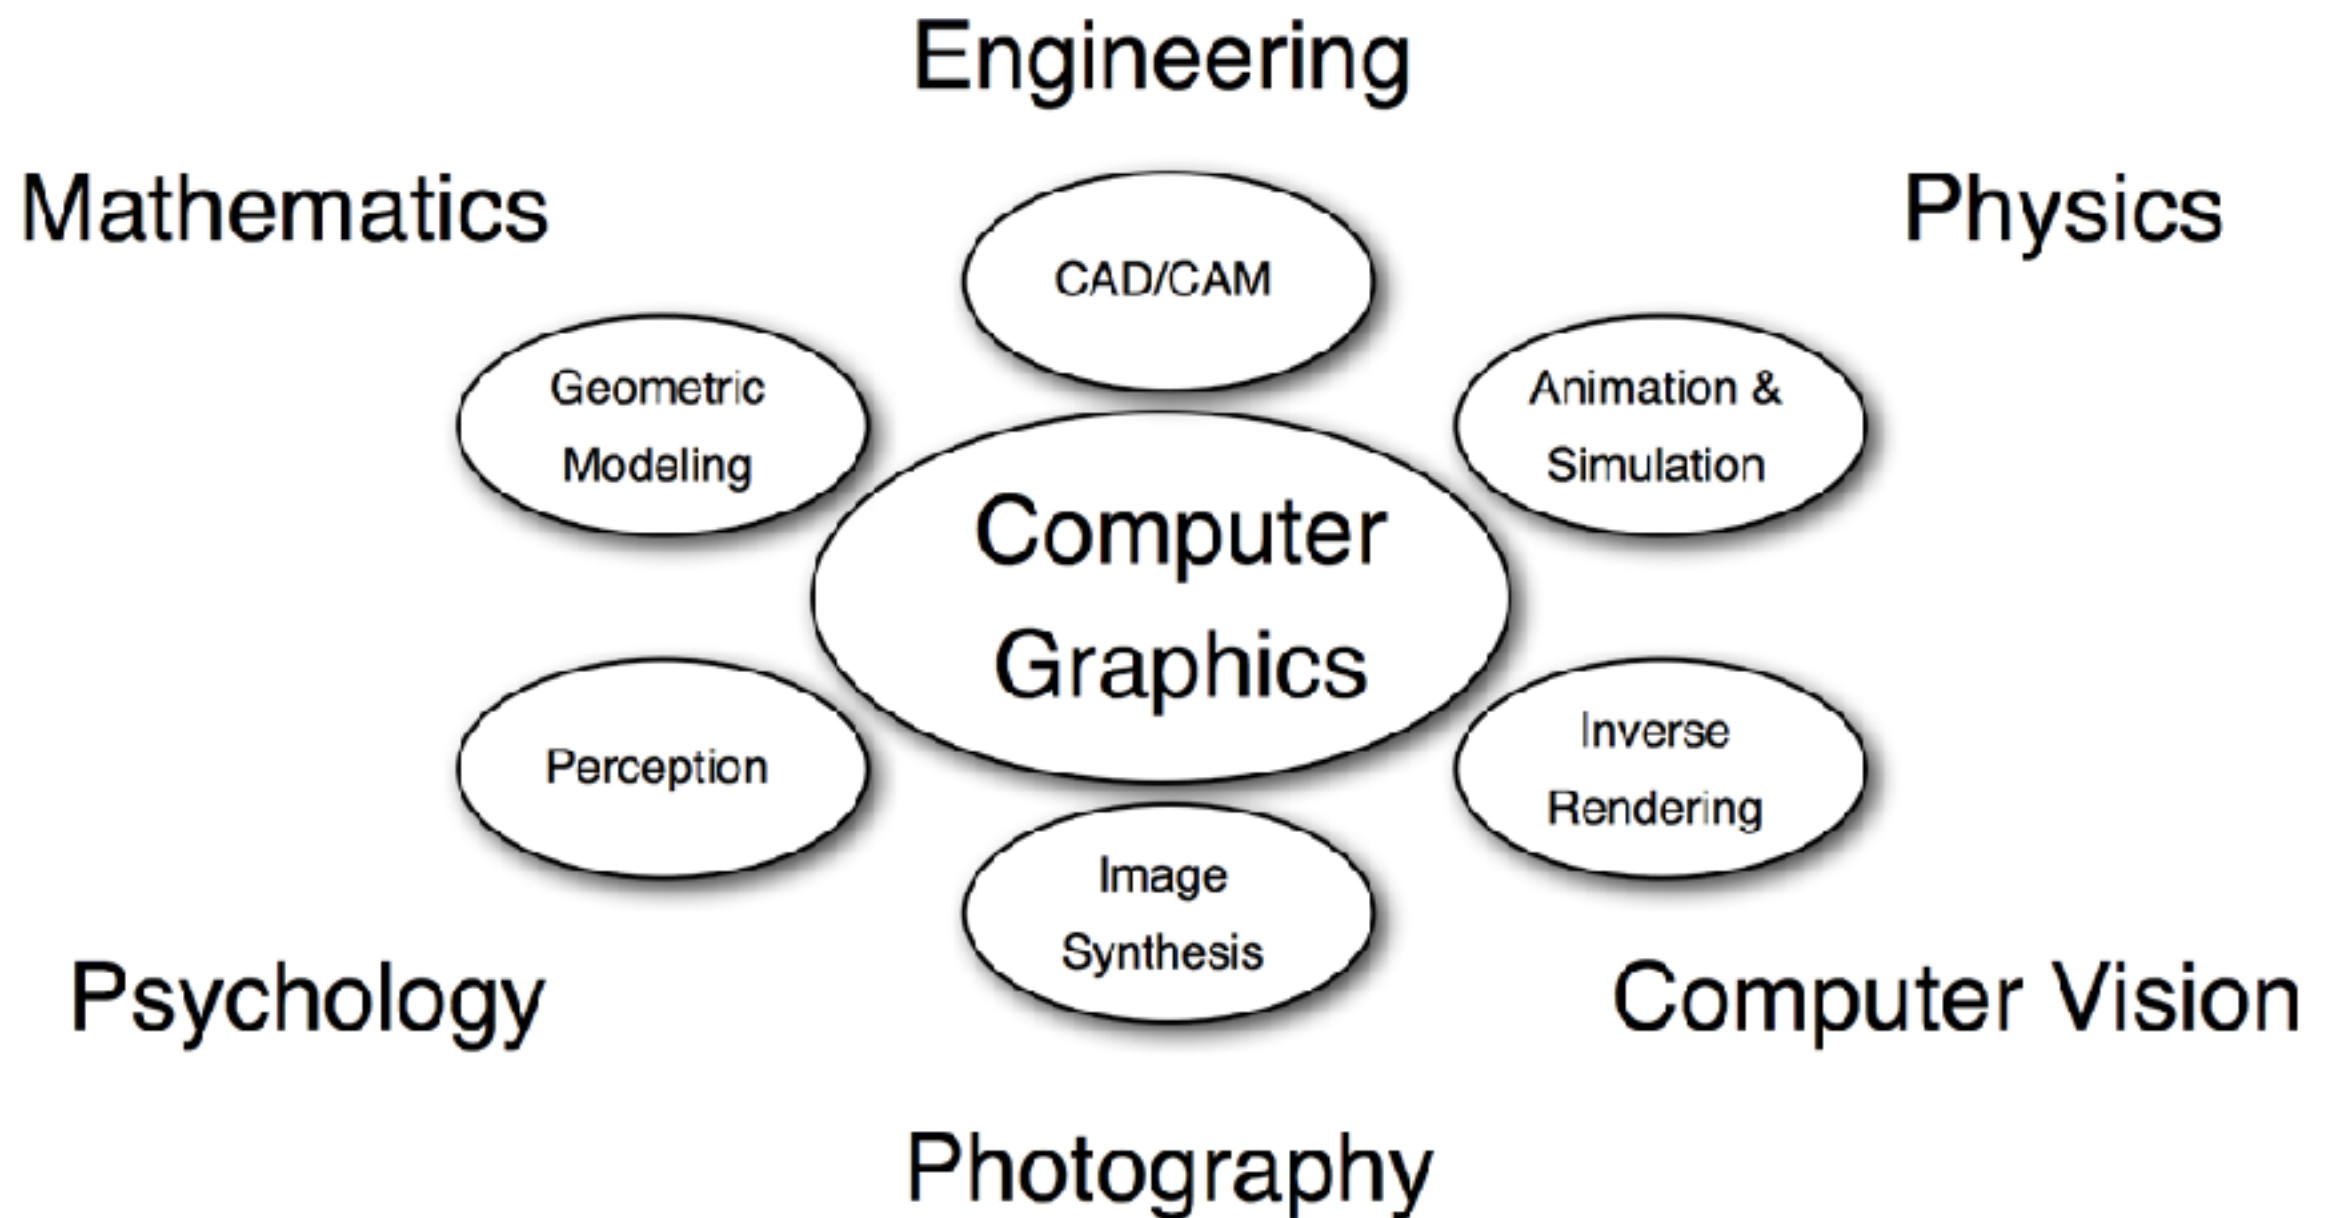 Engineering
Mathematics
Physics
CAD/CAM
Geometric
Modeling
Animation &
Simulation
Computer
Graphics
Perception
Inverse
Rendering
Image
Synthesis
Psychology
Computer Vision
Photography